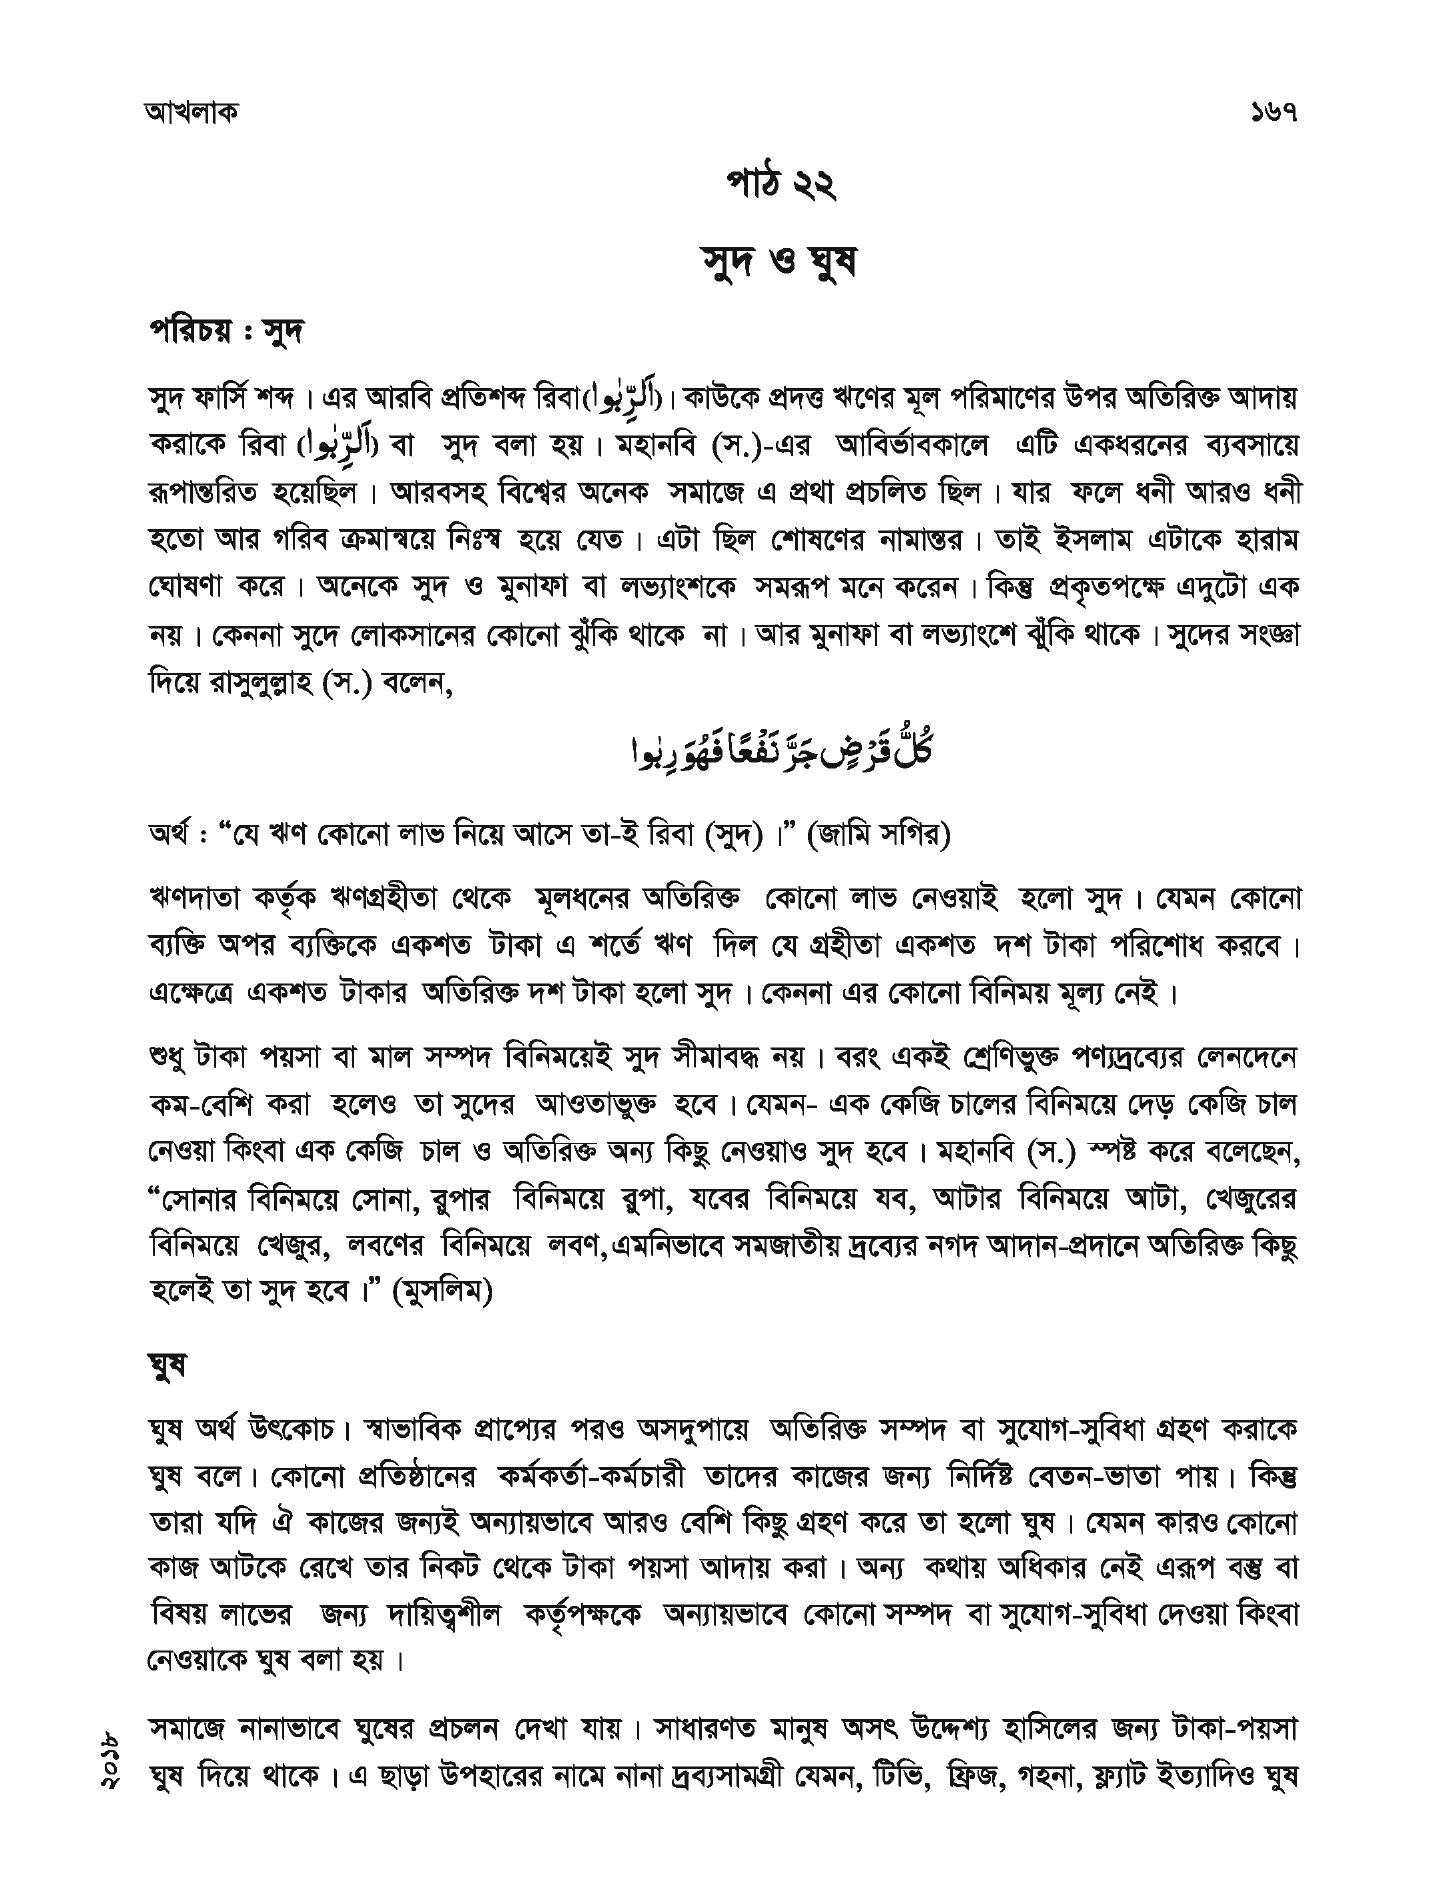 আখলাক ১৬৭
পাঠ ২২
সুদ ও ঘুষ
পরিচয় : সুদ
সুদ ফার্সি শব্দ । এর আরবি প্রতিশব্দ রিবা(اَلرِّبٰوا)। কাউকে প্রদত্ত ঋণের মূল পরিমাণের উপর অতিরিক্ত আদায়
করাকে রিবা (اَلرِّبٰوا) বা সুদ বলা হয় । মহানবি (স.)-এর আবির্ভাবকালে এটি একধরনের ব্যবসায়ে
রূপান্তরিত হয়েছিল । আরবসহ বিশ্বের অনেক সমাজে এ প্রথা প্রচলিত ছিল । যার ফলে ধনী আরও ধনী
হতো আর গরিব ক্রমান্বয়ে নিঃস্ব হয়ে যেত । এটা ছিল শোষণের নামান্তর । তাই ইসলাম এটাকে হারাম
ঘোষণা করে । অনেকে সুদ ও মুনাফা বা লভ্যাংশকে সমরূপ মনে করেন । কিন্তু প্রকৃতপক্ষে এদুটো এক
নয় । কেননা সুদে লোকসানের কোনো ঝুঁকি থাকে না । আর মুনাফা বা লভ্যাংশে ঝুঁকি থাকে । সুদের সংজ্ঞা
দিয়ে রাসুলুল্লাহ (স.) বলেন,
كُلُّ قَرْضٍ جَرَّ نَفْعًا فَهُوَ رِبٰوا
অর্থ : “যে ঋণ কোনো লাভ নিয়ে আসে তা-ই রিবা (সুদ) ।” (জামি সগির)
ঋণদাতা কর্তৃক ঋণগ্রহীতা থেকে মূলধনের অতিরিক্ত কোনো লাভ নেওয়াই হলো সুদ । যেমন কোনো
ব্যক্তি অপর ব্যক্তিকে একশত টাকা এ শর্তে ঋণ দিল যে গ্রহীতা একশত দশ টাকা পরিশোধ করবে ।
এক্ষেত্রে একশত টাকার অতিরিক্ত দশ টাকা হলো সুদ । কেননা এর কোনো বিনিময় মূল্য নেই ।
শুধু টাকা পয়সা বা মাল সম্পদ বিনিময়েই সুদ সীমাবদ্ধ নয় । বরং একই শ্রেণিভুক্ত পণ্যদ্রব্যের লেনদেনে
কম-বেশি করা হলেও তা সুদের আওতাভুক্ত হবে । যেমন- এক কেজি চালের বিনিময়ে দেড় কেজি চাল
নেওয়া কিংবা এক কেজি চাল ও অতিরিক্ত অন্য কিছু নেওয়াও সুদ হবে । মহানবি (স.) স্পষ্ট করে বলেছেন,
“সোনার বিনিময়ে সোনা, রুপার বিনিময়ে রুপা, যবের বিনিময়ে যব, আটার বিনিময়ে আটা, খেজুরের
বিনিময়ে খেজুর, লবণের বিনিময়ে লবণ,এমনিভাবে সমজাতীয় দ্রব্যের নগদ আদান-প্রদানে অতিরিক্ত কিছু
হলেই তা সুদ হবে ।” (মুসলিম)
ঘুষ
ঘুষ অর্থ উৎকোচ । স্বাভাবিক প্রাপ্যের পরও অসদুপায়ে অতিরিক্ত সম্পদ বা সুযোগ-সুবিধা গ্রহণ করাকে
ঘুষ বলে । কোনো প্রতিষ্ঠানের কর্মকর্তা-কর্মচারী তাদের কাজের জন্য নির্দিষ্ট বেতন-ভাতা পায় । কিন্তু
তারা যদি ঐ কাজের জন্যই অন্যায়ভাবে আরও বেশি কিছু গ্রহণ করে তা হলো ঘুষ । যেমন কারও কোনো
কাজ আটকে রেখে তার নিকট থেকে টাকা পয়সা আদায় করা । অন্য কথায় অধিকার নেই এরূপ বস্তু বা
বিষয় লাভের জন্য দায়িত্বশীল কর্তৃপক্ষকে অন্যায়ভাবে কোনো সম্পদ বা সুযোগ-সুবিধা দেওয়া কিংবা
নেওয়াকে ঘুষ বলা হয় ।
সমাজে নানাভাবে ঘুষের প্রচলন দেখা যায় । সাধারণত মানুষ অসৎ উদ্দেশ্য হাসিলের জন্য টাকা-পয়সা
ঘুষ দিয়ে থাকে । এ ছাড়া উপহারের নামে নানা দ্রব্যসামগ্রী যেমন, টিভি, ফ্রিজ, গহনা, ফ্ল্যাট ইত্যাদিও ঘুষ
২০১৮